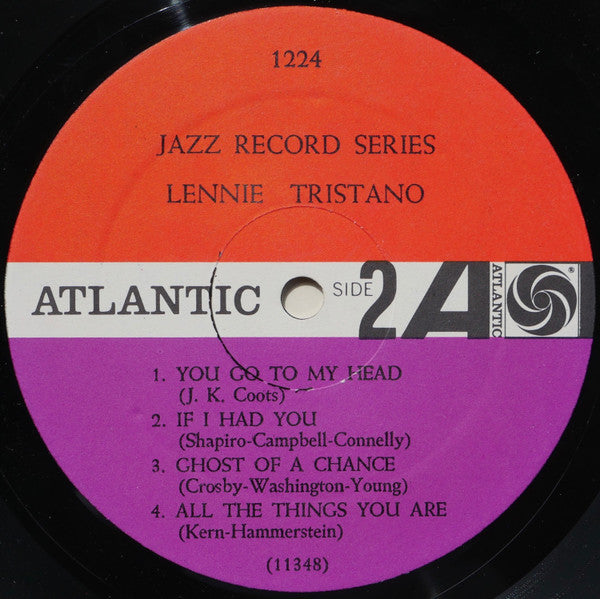 1224
JAZZ RECORD SERIES
LENNIE TRISTANO
ATLANTIC SIDE 2 A ATLANTIC ®
1. YOU GO TO MY HEAD
(J. K. Coots)
2. IF I HAD YOU
(Shapiro-Campbell-Connelly)
3. GHOST OF A CHANCE
(Crosby-Washington-Young)
4. ALL THE THINGS YOU ARE
(Kern-Hammerstein)
(11348)